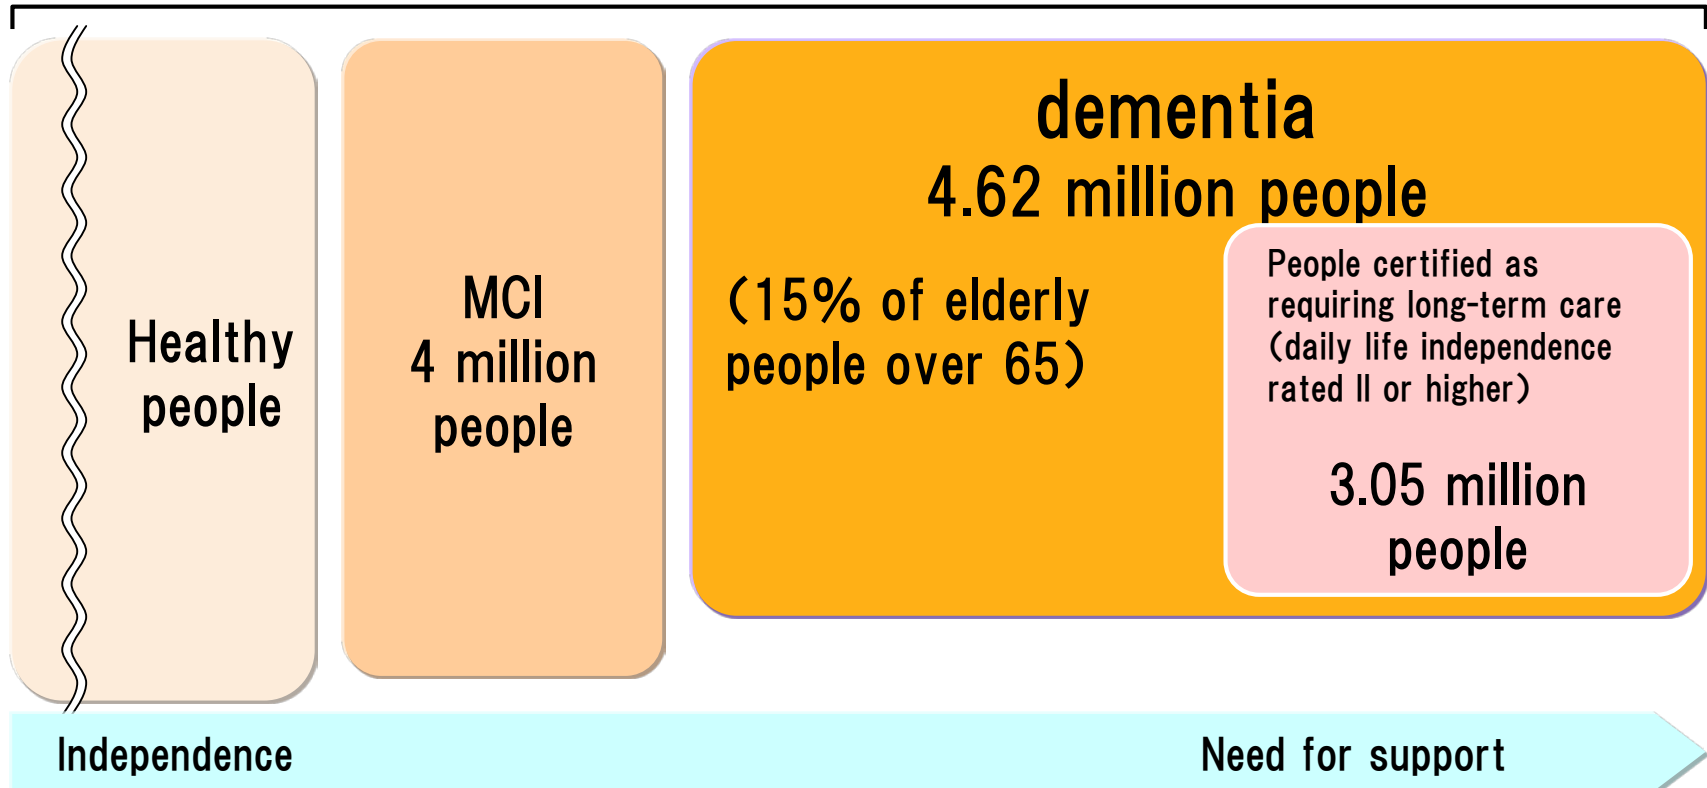 Healthy
people
MCI
4 million
people
dementia
4.62 million people
(15% of elderly
people over 65)
People certified as
requiring long-term care
(daily life independence
rated II or higher)
3.05 million
people
Independence
Need for support